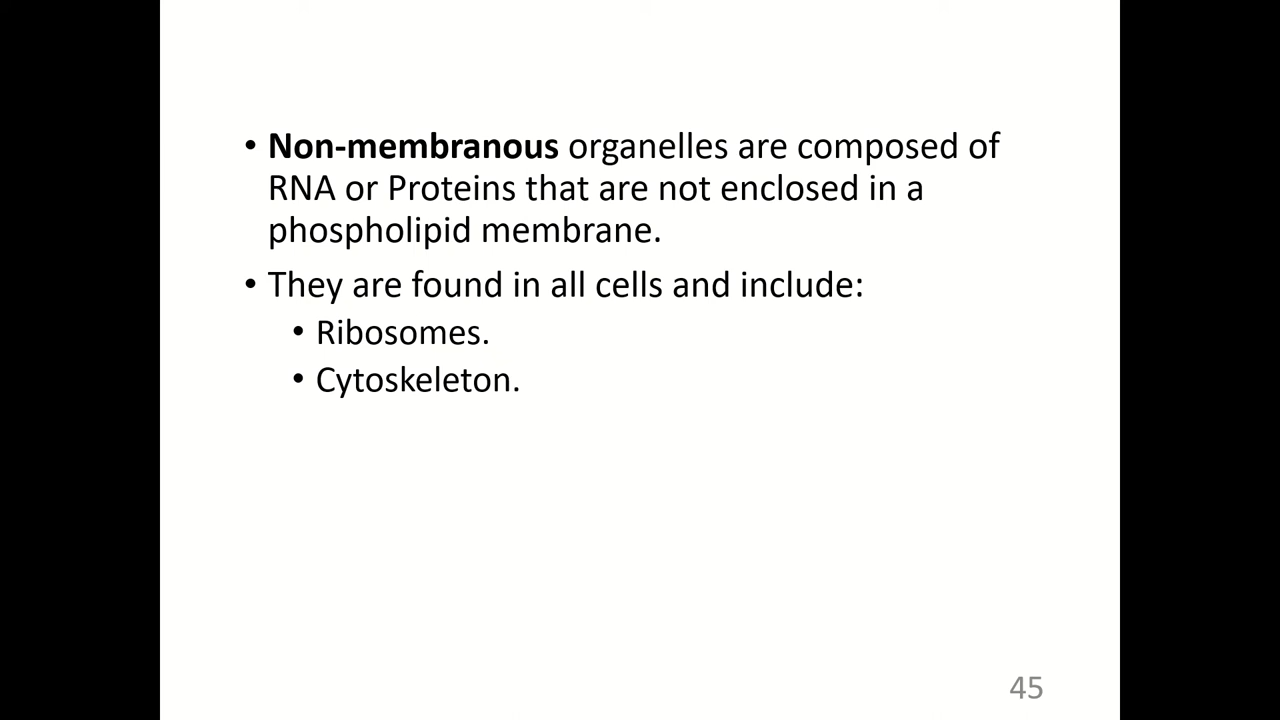 • Non-membranous organelles are composed of
RNA or Proteins that are not enclosed in a
phospholipid membrane.
• They are found in all cells and include:
• Ribosomes.
• Cytoskeleton.
45